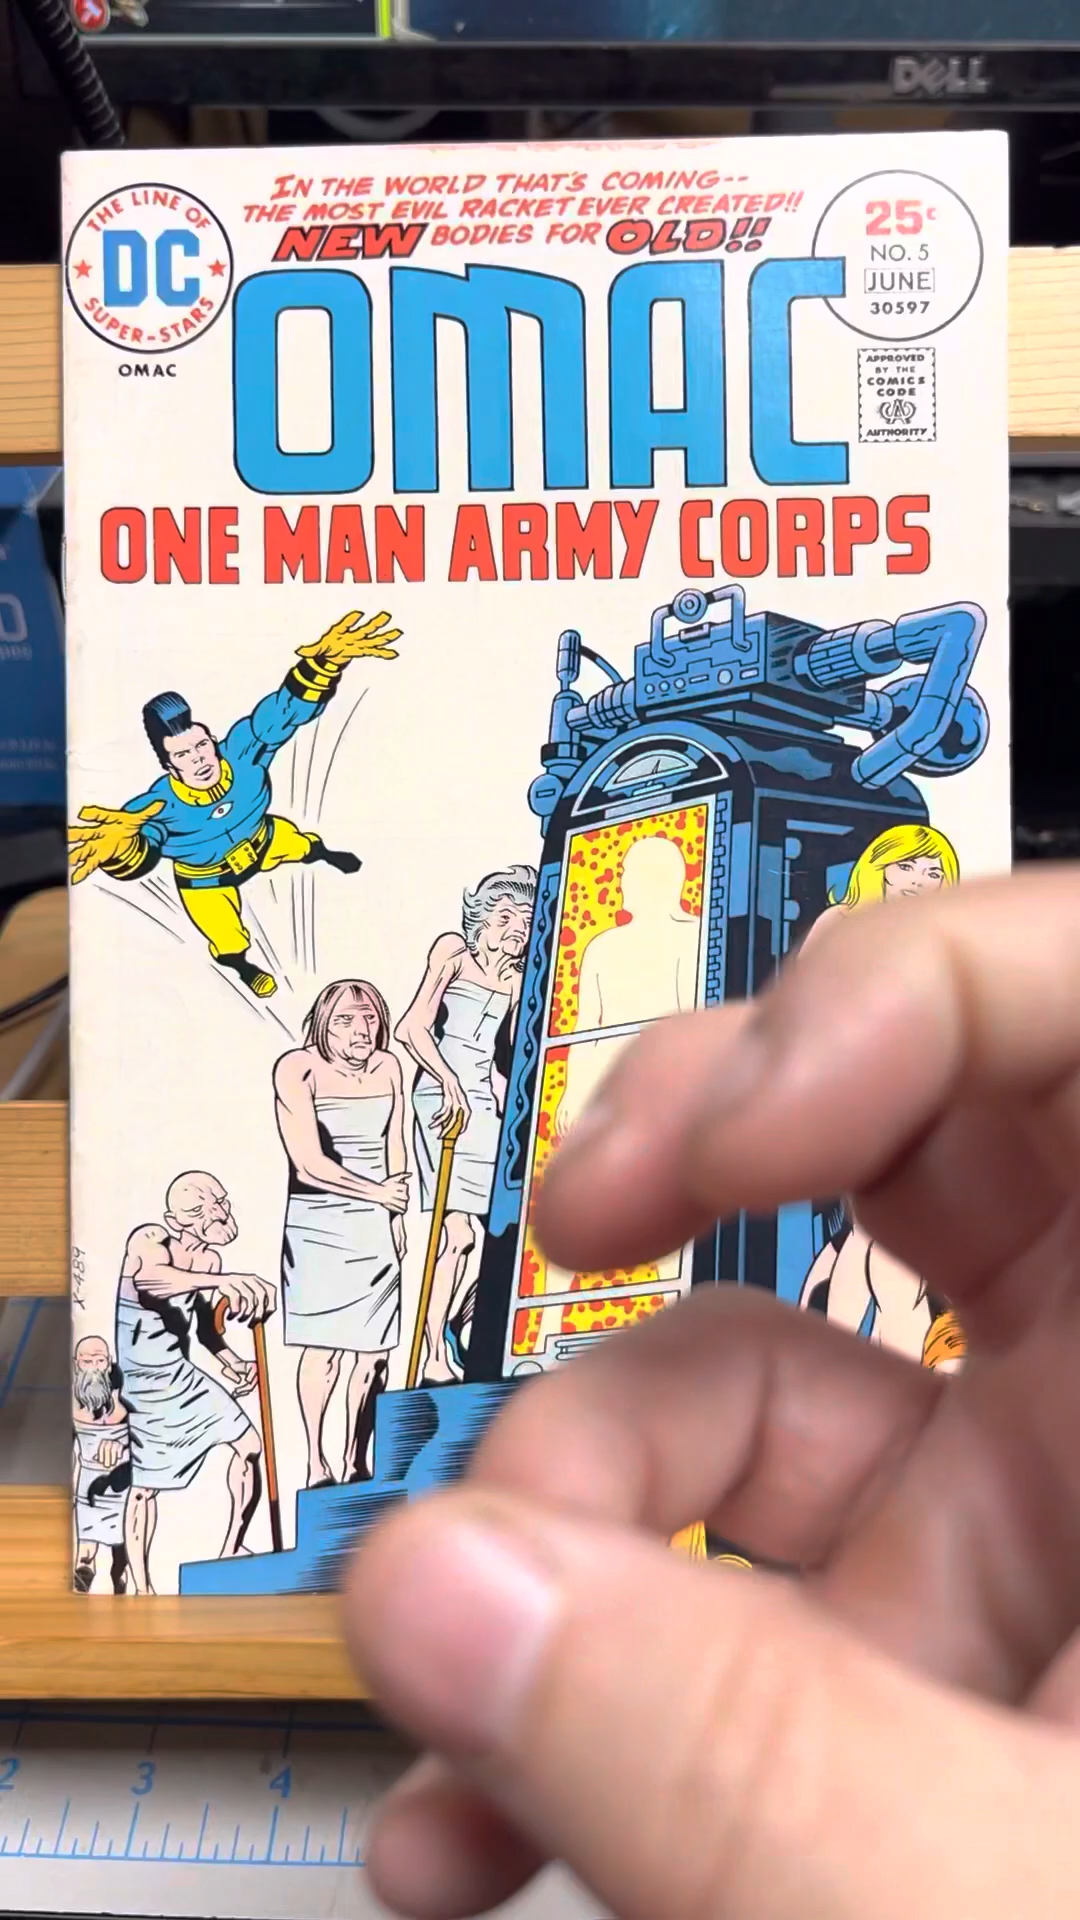 DELL
IN THE WORLD THAT'S COMING--
THE MOST EVIL RACKET EVER CREATED!!
NEW BODIES FOR OLD!!
THE LINE OF
DC
SUPER-STARS
OMAC
25¢
NO. 5
JUNE
30597
APPROVED
BY THE
COMICS
CODE
CA
AUTHORITY
OMAC
ONE MAN ARMY CORPS
X-489
2 3 4